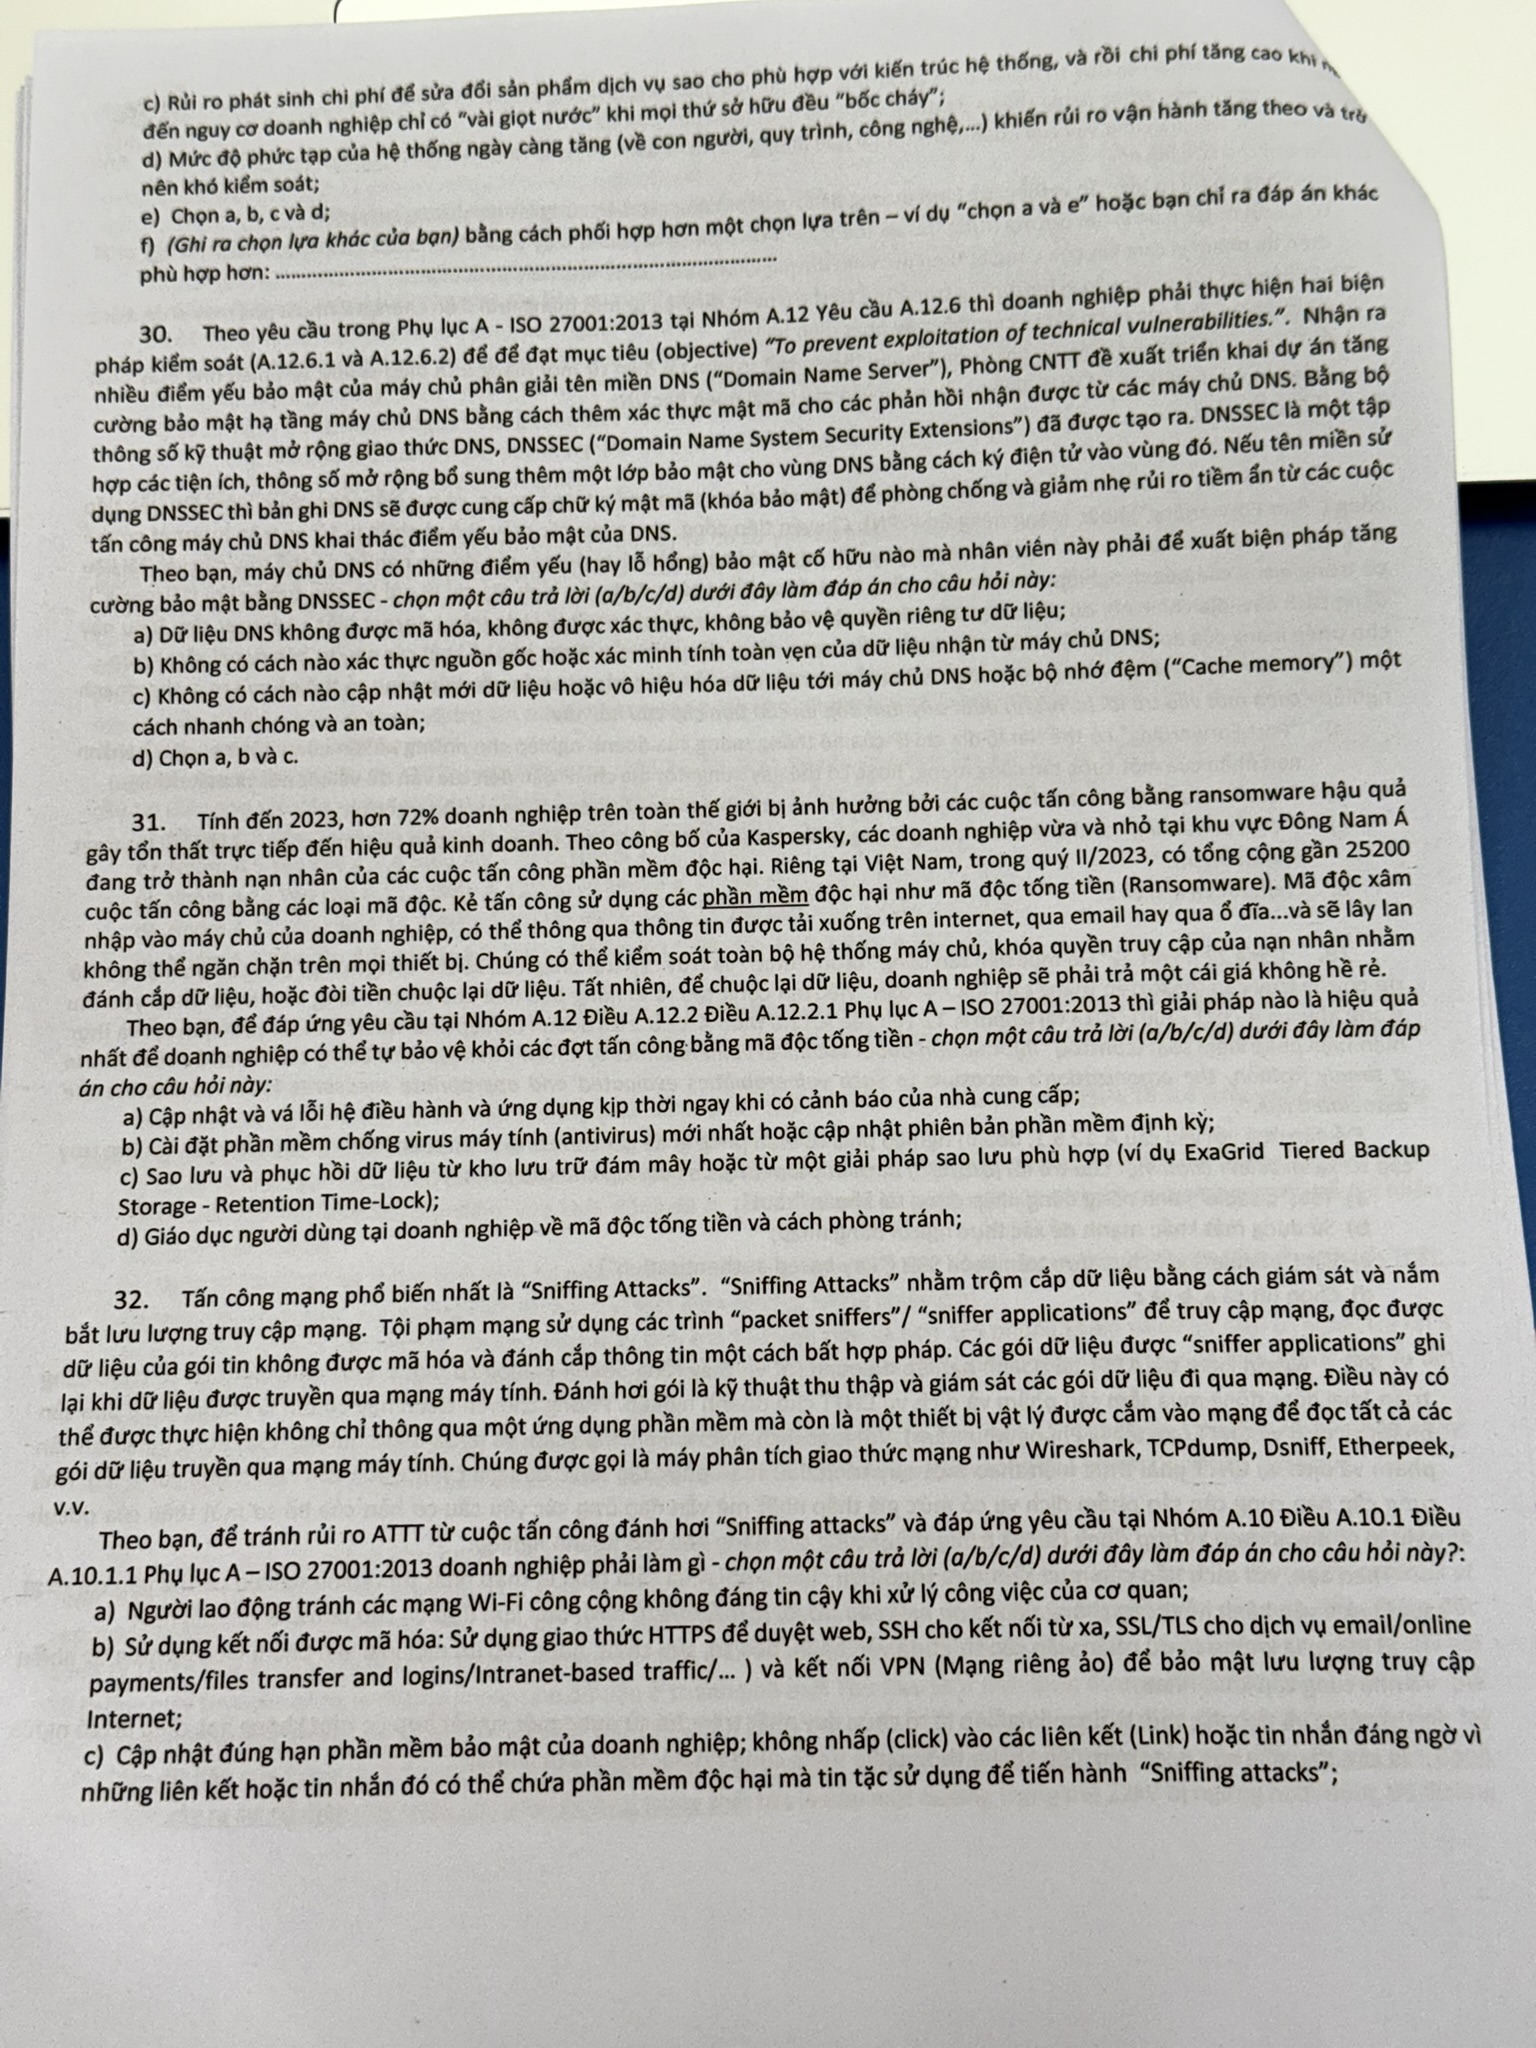 c) Rủi ro phát sinh chi phí để sửa đổi sản phẩm dịch vụ sao cho phù hợp với kiến trúc hệ thống, và rồi chi phí tăng cao khi
đến nguy cơ doanh nghiệp chỉ có “vài giọt nước” khi mọi thứ sở hữu đều “bốc cháy”;
d) Mức độ phức tạp của hệ thống ngày càng tăng (về con người, quy trình, công nghệ,...) khiến rủi ro vận hành tăng theo và trở
nên khó kiểm soát;
e) Chọn a, b, c và d;
f) (Ghi ra chọn lựa khác của bạn) bằng cách phối hợp hơn một chọn lựa trên – ví dụ “chọn a và e” hoặc bạn chỉ ra đáp án khác
phù hợp hơn: ........................................................................................
30. Theo yêu cầu trong Phụ lục A - ISO 27001:2013 tại Nhóm A.12 Yêu cầu A.12.6 thì doanh nghiệp phải thực hiện hai biện
pháp kiểm soát (A.12.6.1 và A.12.6.2) để để đạt mục tiêu (objective) “To prevent exploitation of technical vulnerabilities.”. Nhận ra
nhiều điểm yếu bảo mật của máy chủ phân giải tên miền DNS (“Domain Name Server”), Phòng CNTT đề xuất triển khai dự án tăng
cường bảo mật hạ tầng máy chủ DNS bằng cách thêm xác thực mật mã cho các phản hồi nhận được từ các máy chủ DNS. Bằng bộ
thông số kỹ thuật mở rộng giao thức DNS, DNSSEC (“Domain Name System Security Extensions”) đã được tạo ra. DNSSEC là một tập
hợp các tiện ích, thông số mở rộng bổ sung thêm một lớp bảo mật cho vùng DNS bằng cách ký điện tử vào vùng đó. Nếu tên miền sử
dụng DNSSEC thì bản ghi DNS sẽ được cung cấp chữ ký mật mã (khóa bảo mật) để phòng chống và giảm nhẹ rủi ro tiềm ẩn từ các cuộc
tấn công máy chủ DNS khai thác điểm yếu bảo mật của DNS.
Theo bạn, máy chủ DNS có những điểm yếu (hay lỗ hổng) bảo mật cố hữu nào mà nhân viên này phải để xuất biện pháp tăng
cường bảo mật bằng DNSSEC - chọn một câu trả lời (a/b/c/d) dưới đây làm đáp án cho câu hỏi này:
a) Dữ liệu DNS không được mã hóa, không được xác thực, không bảo vệ quyền riêng tư dữ liệu;
b) Không có cách nào xác thực nguồn gốc hoặc xác minh tính toàn vẹn của dữ liệu nhận từ máy chủ DNS;
c) Không có cách nào cập nhật mới dữ liệu hoặc vô hiệu hóa dữ liệu tới máy chủ DNS hoặc bộ nhớ đệm (“Cache memory”) một
cách nhanh chóng và an toàn;
d) Chọn a, b và c.
31. Tính đến 2023, hơn 72% doanh nghiệp trên toàn thế giới bị ảnh hưởng bởi các cuộc tấn công bằng ransomware hậu quả
gây tổn thất trực tiếp đến hiệu quả kinh doanh. Theo công bố của Kaspersky, các doanh nghiệp vừa và nhỏ tại khu vực Đông Nam Á
đang trở thành nạn nhân của các cuộc tấn công phần mềm độc hại. Riêng tại Việt Nam, trong quý II/2023, có tổng cộng gần 25200
cuộc tấn công bằng các loại mã độc. Kẻ tấn công sử dụng các phần mềm độc hại như mã độc tống tiền (Ransomware). Mã độc xâm
nhập vào máy chủ của doanh nghiệp, có thể thông qua thông tin được tải xuống trên internet, qua email hay qua ổ đĩa...và sẽ lây lan
không thể ngăn chặn trên mọi thiết bị. Chúng có thể kiểm soát toàn bộ hệ thống máy chủ, khóa quyền truy cập của nạn nhân nhằm
đánh cắp dữ liệu, hoặc đòi tiền chuộc lại dữ liệu. Tất nhiên, để chuộc lại dữ liệu, doanh nghiệp sẽ phải trả một cái giá không hề rẻ.
Theo bạn, để đáp ứng yêu cầu tại Nhóm A.12 Điều A.12.2 Điều A.12.2.1 Phụ lục A – ISO 27001:2013 thì giải pháp nào là hiệu quả
nhất để doanh nghiệp có thể tự bảo vệ khỏi các đợt tấn công bằng mã độc tống tiền - chọn một câu trả lời (a/b/c/d) dưới đây làm đáp
án cho câu hỏi này:
a) Cập nhật và vá lỗi hệ điều hành và ứng dụng kịp thời ngay khi có cảnh báo của nhà cung cấp;
b) Cài đặt phần mềm chống virus máy tính (antivirus) mới nhất hoặc cập nhật phiên bản phần mềm định kỳ;
c) Sao lưu và phục hồi dữ liệu từ kho lưu trữ đám mây hoặc từ một giải pháp sao lưu phù hợp (ví dụ ExaGrid Tiered Backup
Storage - Retention Time-Lock);
d) Giáo dục người dùng tại doanh nghiệp về mã độc tống tiền và cách phòng tránh;
32. Tấn công mạng phổ biến nhất là “Sniffing Attacks”. “Sniffing Attacks” nhằm trộm cắp dữ liệu bằng cách giám sát và nắm
bắt lưu lượng truy cập mạng. Tội phạm mạng sử dụng các trình “packet sniffers”/ “sniffer applications” để truy cập mạng, đọc được
dữ liệu của gói tin không được mã hóa và đánh cắp thông tin một cách bất hợp pháp. Các gói dữ liệu được “sniffer applications” ghi
lại khi dữ liệu được truyền qua mạng máy tính. Đánh hơi gói là kỹ thuật thu thập và giám sát các gói dữ liệu đi qua mạng. Điều này có
thể được thực hiện không chỉ thông qua một ứng dụng phần mềm mà còn là một thiết bị vật lý được cắm vào mạng để đọc tất cả các
gói dữ liệu truyền qua mạng máy tính. Chúng được gọi là máy phân tích giao thức mạng như Wireshark, TCPdump, Dsniff, Etherpeek,
v.v.
Theo bạn, để tránh rủi ro ATTT từ cuộc tấn công đánh hơi “Sniffing attacks” và đáp ứng yêu cầu tại Nhóm A.10 Điều A.10.1 Điều
A.10.1.1 Phụ lục A – ISO 27001:2013 doanh nghiệp phải làm gì - chọn một câu trả lời (a/b/c/d) dưới đây làm đáp án cho câu hỏi này?:
a) Người lao động tránh các mạng Wi-Fi công cộng không đáng tin cậy khi xử lý công việc của cơ quan;
b) Sử dụng kết nối được mã hóa: Sử dụng giao thức HTTPS để duyệt web, SSH cho kết nối từ xa, SSL/TLS cho dịch vụ email/online
payments/files transfer and logins/Intranet-based traffic/... ) và kết nối VPN (Mạng riêng ảo) để bảo mật lưu lượng truy cập
Internet;
c) Cập nhật đúng hạn phần mềm bảo mật của doanh nghiệp; không nhấp (click) vào các liên kết (Link) hoặc tin nhắn đáng ngờ vì
những liên kết hoặc tin nhắn đó có thể chứa phần mềm độc hại mà tin tặc sử dụng để tiến hành “Sniffing attacks”;